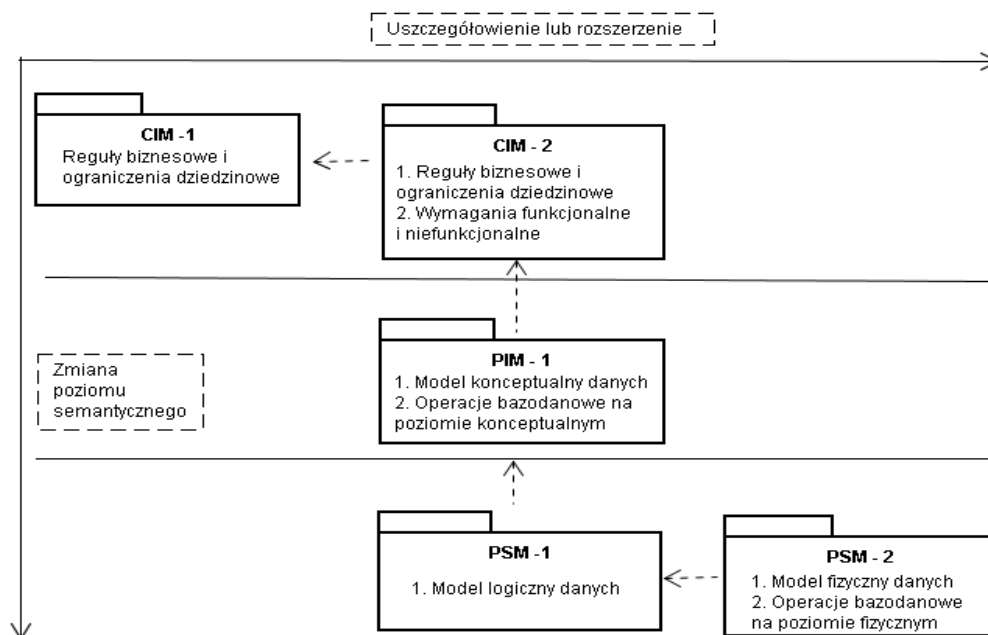 Uszczegółowienie lub rozszerzenie
CIM -1
Reguły biznesowe i
ograniczenia dziedzinowe
CIM - 2
1. Reguły biznesowe i
ograniczenia dziedzinowe
2. Wymagania funkcjonalne
i niefunkcjonalne
Zmiana
poziomu
semantycznego
PIM - 1
1. Model konceptualny danych
2. Operacje bazodanowe na
poziomie konceptualnym
PSM -1
1. Model logiczny danych
PSM - 2
1. Model fizyczny danych
2. Operacje bazodanowe
na poziomie fizycznym